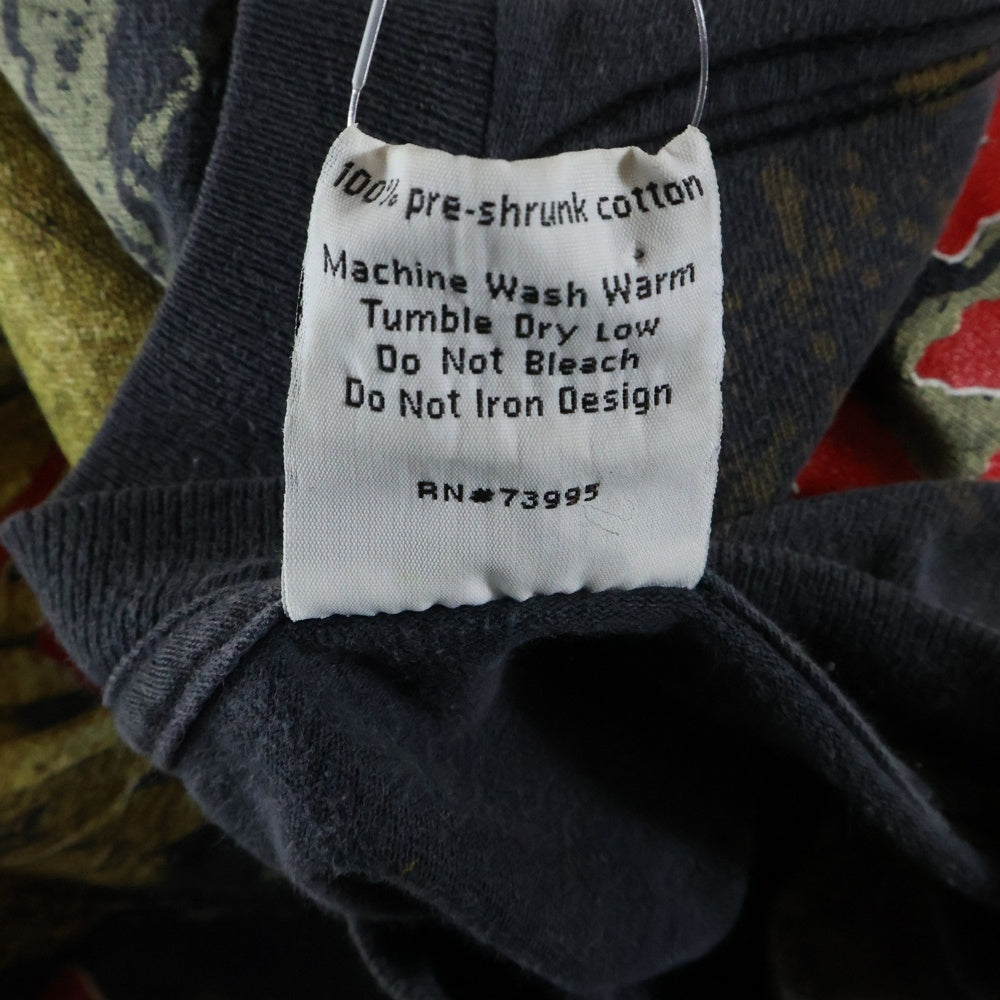 100% pre-shrunk cotton
Machine Wash Warm
Tumble Dry Low
Do Not Bleach
Do Not Iron Design
RN#73995